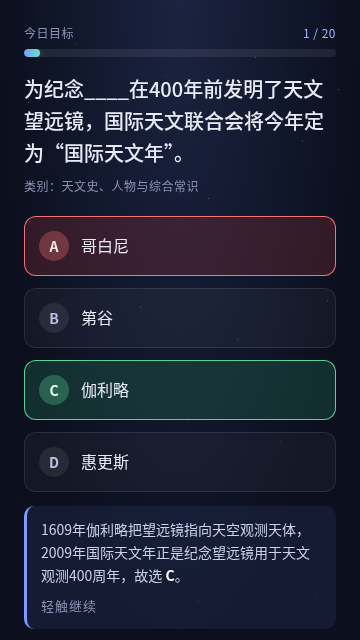 今日目标
1 / 20
为纪念____在400年前发明了天文
望远镜，国际天文联合会将今年定
为“国际天文年”。
类别：天文史、人物与综合常识
A 哥白尼
B 第谷
C 伽利略
D 惠更斯
1609年伽利略把望远镜指向天空观测天体，
2009年国际天文年正是纪念望远镜用于天文
观测400周年，故选 C。
轻触继续